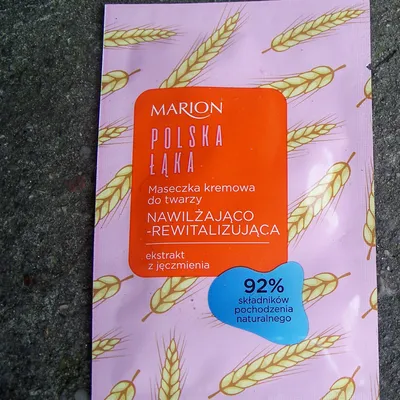 MARION
POLSKA
ŁĄKA
Maseczka kremowa
do twarzy
NAWILŻAJĄCO
-REWITALIZUJĄCA
ekstrakt
z jęczmienia
92%
składników
pochodzenia
naturalnego